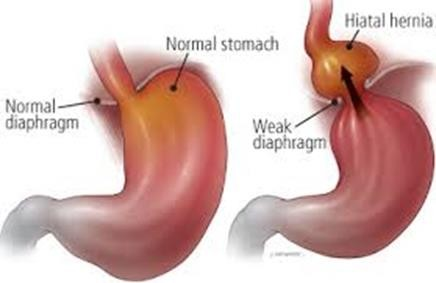 Normal stomach
Normal
diaphragm
Hiatal hernia
Weak
diaphragm